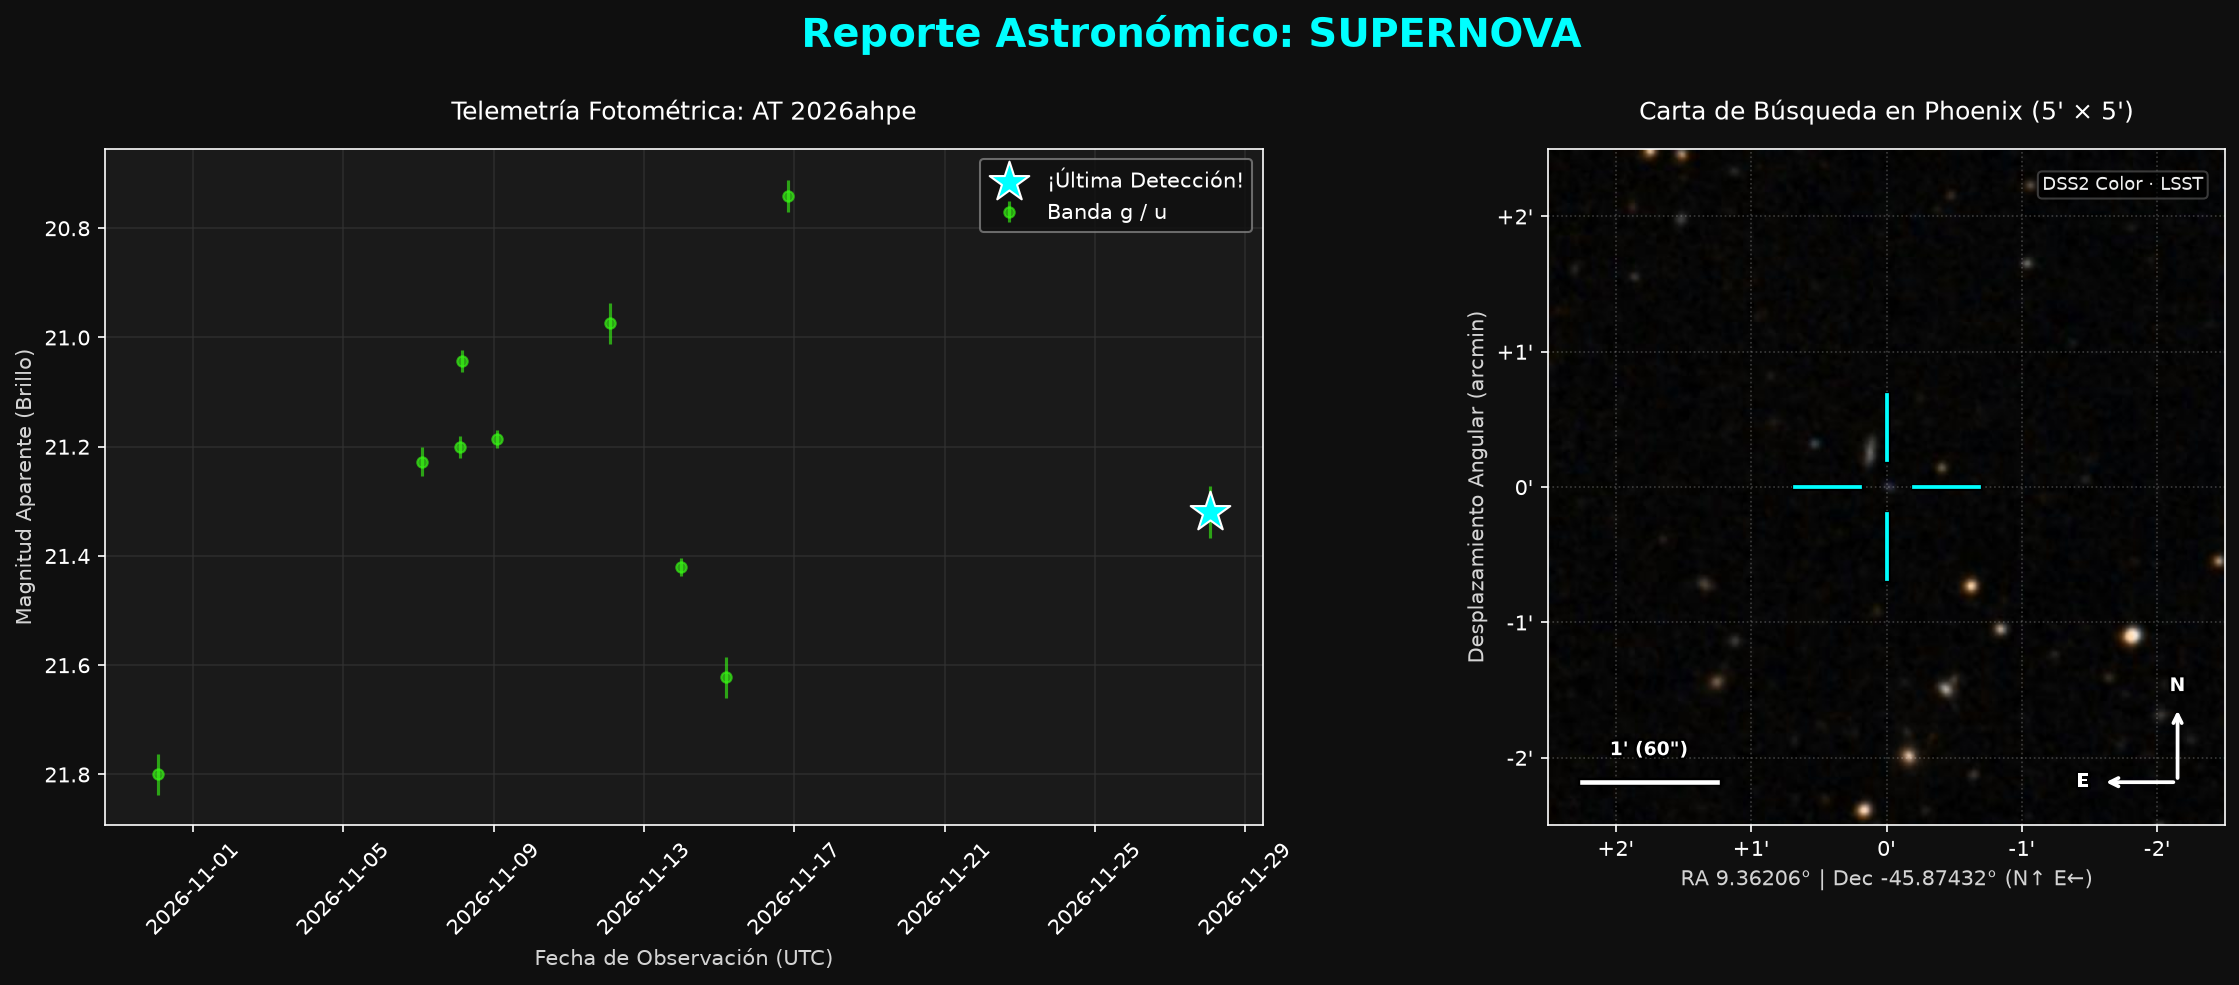 Reporte Astronómico: SUPERNOVA
Telemetría Fotométrica: AT 2026ahpe
¡Última Detección!
Banda g / u
Magnitud Aparente (Brillo)
20.8
21.0
21.2
21.4
21.6
21.8
2026-11-01
2026-11-05
2026-11-09
2026-11-13
2026-11-17
2026-11-21
2026-11-25
2026-11-29
Fecha de Observación (UTC)
Carta de Búsqueda en Phoenix (5' × 5')
DSS2 Color · LSST
Desplazamiento Angular (arcmin)
+2'
+1'
0'
-1'
-2'
N
E
1' (60")
+2'
+1'
0'
-1'
-2'
RA 9.36206° | Dec -45.87432° (N↑ E←)